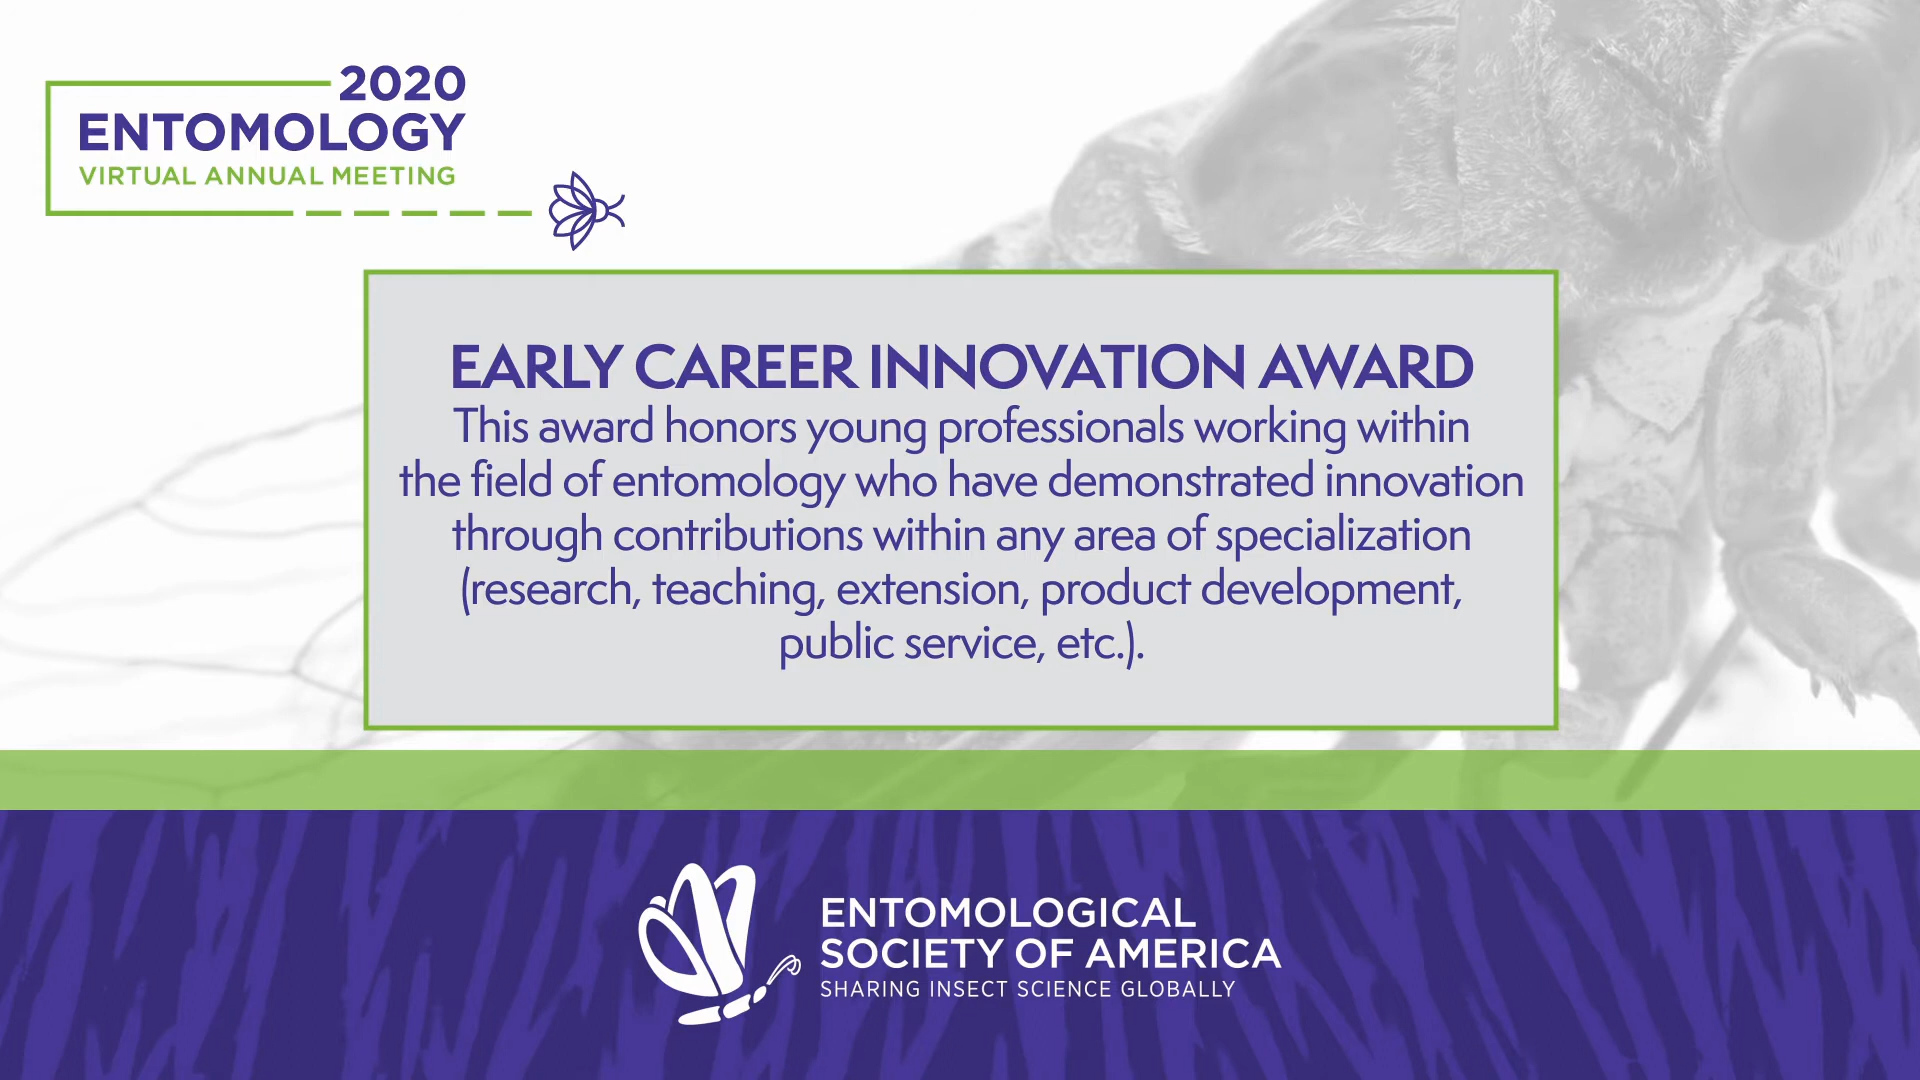 2020
ENTOMOLOGY
VIRTUAL ANNUAL MEETING
EARLY CAREER INNOVATION AWARD
This award honors young professionals working within
the field of entomology who have demonstrated innovation
through contributions within any area of specialization
(research, teaching, extension, product development,
public service, etc.).
ENTOMOLOGICAL
SOCIETY OF AMERICA
SHARING INSECT SCIENCE GLOBALLY